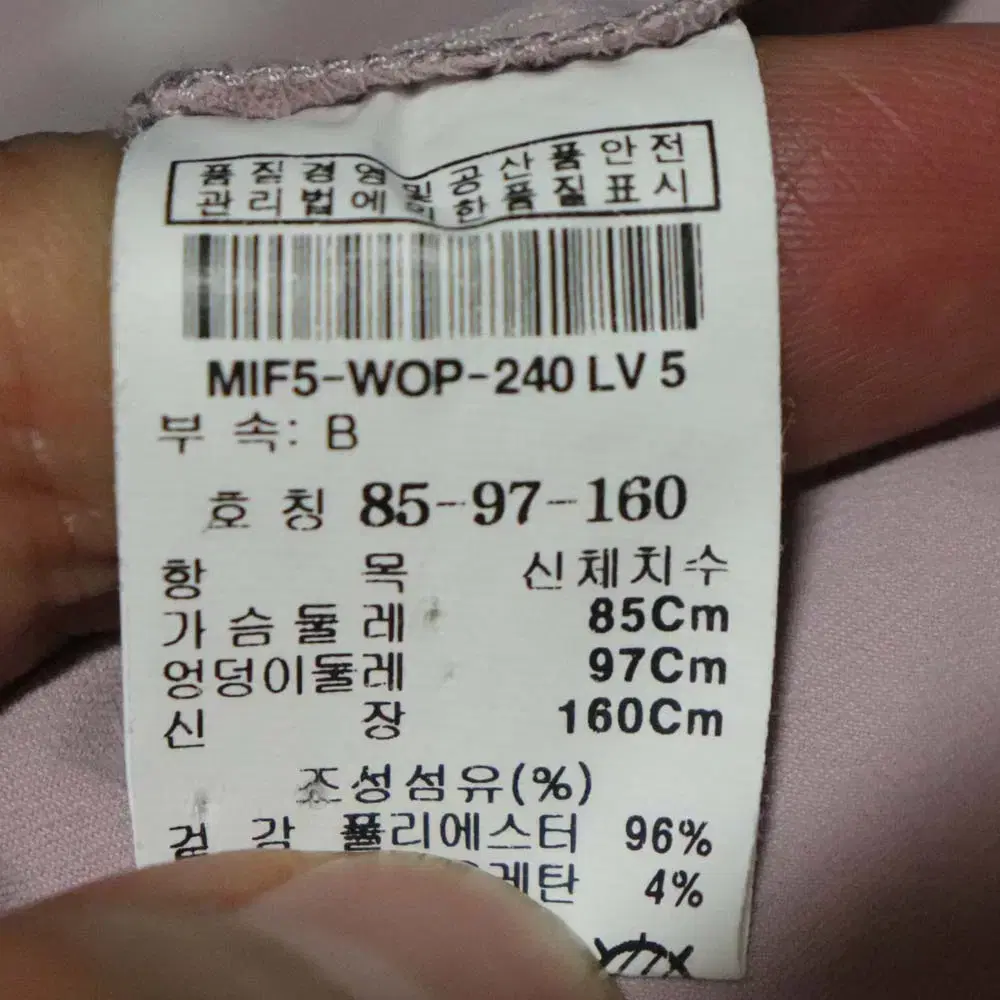 품질경영및공산품안전
관리법에의한품질표시
MIF5-WOP-240 LV 5
부 속: B
호 칭 85-97-160
항 목 신체치수
가슴둘레 85Cm
엉덩이둘레 97Cm
신 장 160Cm
조성섬유(%)
겉 감 폴리에스터 96%
4%